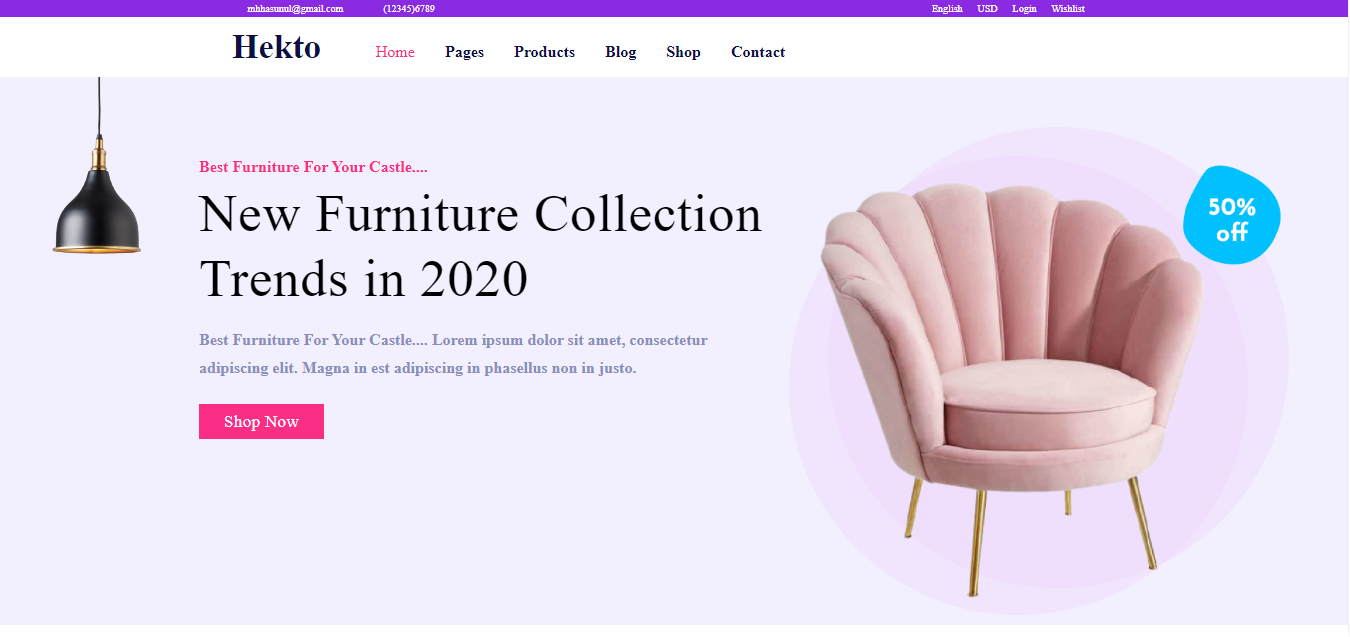 mhhasunul@gmail.com (12345)6789 English USD Login Wishlist
Hekto Home Pages Products Blog Shop Contact
Best Furniture For Your Castle....
New Furniture Collection
Trends in 2020
50%
off
Best Furniture For Your Castle.... Lorem ipsum dolor sit amet, consectetur
adipiscing elit. Magna in est adipiscing in phasellus non in justo.
Shop Now